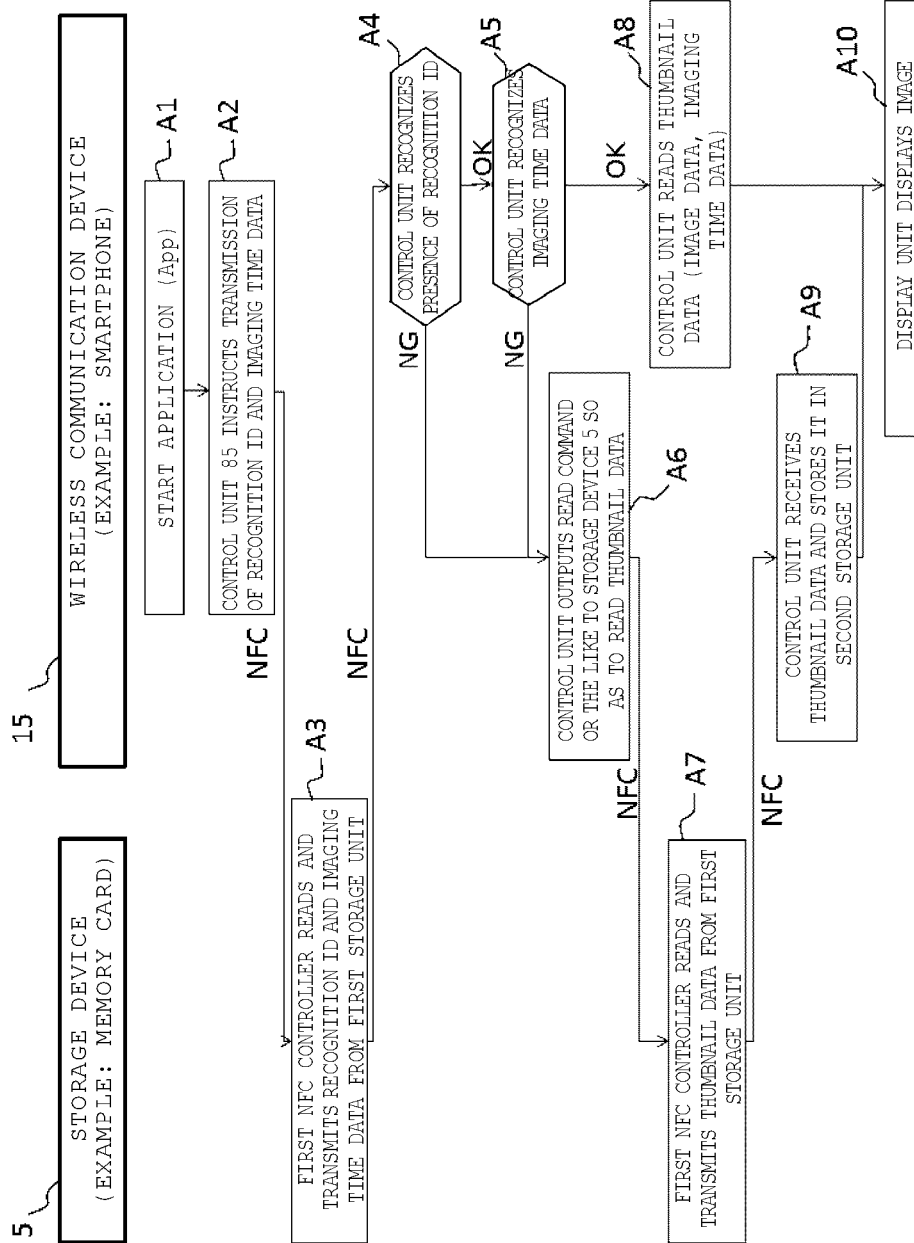 5
STORAGE DEVICE
(EXAMPLE: MEMORY CARD)
15
WIRELESS COMMUNICATION DEVICE
(EXAMPLE: SMARTPHONE)
A1
START APPLICATION (App)
A2
CONTROL UNIT 85 INSTRUCTS TRANSMISSION
OF RECOGNITION ID AND IMAGING TIME DATA
NFC
A3
FIRST NFC CONTROLLER READS AND
TRANSMITS RECOGNITION ID AND IMAGING
TIME DATA FROM FIRST STORAGE UNIT
NFC
A4
CONTROL UNIT RECOGNIZES
PRESENCE OF RECOGNITION ID
NG
OK
A5
CONTROL UNIT RECOGNIZES
IMAGING TIME DATA
NG
OK
A6
CONTROL UNIT OUTPUTS READ COMMAND
OR THE LIKE TO STORAGE DEVICE 5 SO
AS TO READ THUMBNAIL DATA
NFC
A7
FIRST NFC CONTROLLER READS AND
TRANSMITS THUMBNAIL DATA FROM FIRST
STORAGE UNIT
NFC
A8
CONTROL UNIT READS THUMBNAIL
DATA (IMAGE DATA, IMAGING
TIME DATA)
A9
CONTROL UNIT RECEIVES
THUMBNAIL DATA AND STORES IT IN
SECOND STORAGE UNIT
A10
DISPLAY UNIT DISPLAYS IMAGE